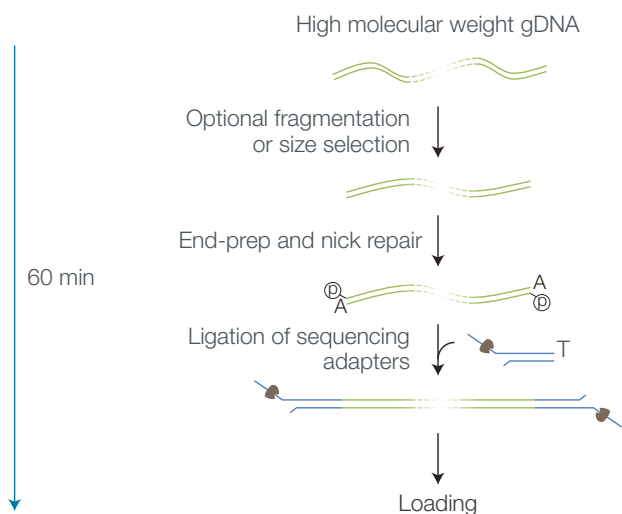 High molecular weight gDNA
Optional fragmentation
or size selection
End-prep and nick repair
60 min
p
A
A
p
Ligation of sequencing
adapters
T
Loading